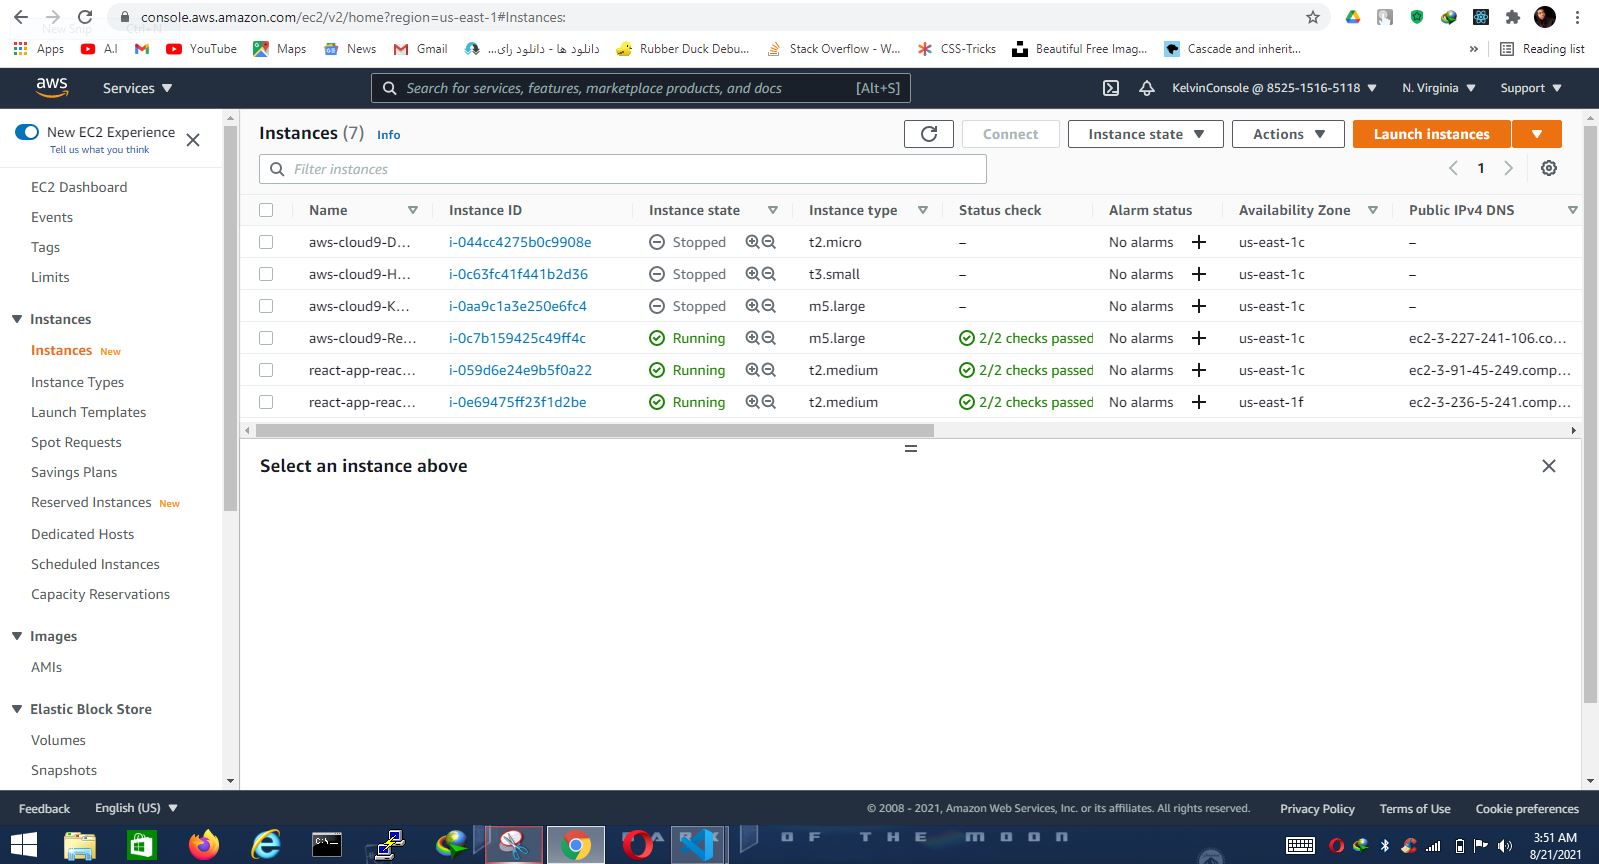 console.aws.amazon.com/ec2/v2/home?region=us-east-1#Instances:
New Snip Ctrl+N
Apps A.I YouTube Maps News Gmail دانلود ها - دانلود رای... Rubber Duck Debu... Stack Overflow - W... CSS-Tricks Beautiful Free Imag... Cascade and inherit... » Reading list
aws Services Search for services, features, marketplace products, and docs [Alt+S] KelvinConsole @ 8525-1516-5118 N. Virginia Support
New EC2 Experience
Tell us what you think
EC2 Dashboard
Events
Tags
Limits
Instances
Instances New
Instance Types
Launch Templates
Spot Requests
Savings Plans
Reserved Instances New
Dedicated Hosts
Scheduled Instances
Capacity Reservations
Images
AMIs
Elastic Block Store
Volumes
Snapshots
Instances (7) Info Connect Instance state Actions Launch instances
Filter instances 1
Name Instance ID Instance state Instance type Status check Alarm status Availability Zone Public IPv4 DNS
aws-cloud9-D... i-044cc4275b0c9908e Stopped t2.micro – No alarms + us-east-1c –
aws-cloud9-H... i-0c63fc41f441b2d36 Stopped t3.small – No alarms + us-east-1c –
aws-cloud9-K... i-0aa9c1a3e250e6fc4 Stopped m5.large – No alarms + us-east-1c –
aws-cloud9-Re... i-0c7b159425c49ff4c Running m5.large 2/2 checks passed No alarms + us-east-1c ec2-3-227-241-106.co...
react-app-reac... i-059d6e24e9b5f0a22 Running t2.medium 2/2 checks passed No alarms + us-east-1c ec2-3-91-45-249.comp...
react-app-reac... i-0e69475ff23f1d2be Running t2.medium 2/2 checks passed No alarms + us-east-1f ec2-3-236-5-241.comp...
Select an instance above
Feedback English (US) © 2008 - 2021, Amazon Web Services, Inc. or its affiliates. All rights reserved. Privacy Policy Terms of Use Cookie preferences
OF THE MOON
3:51 AM
8/21/2021